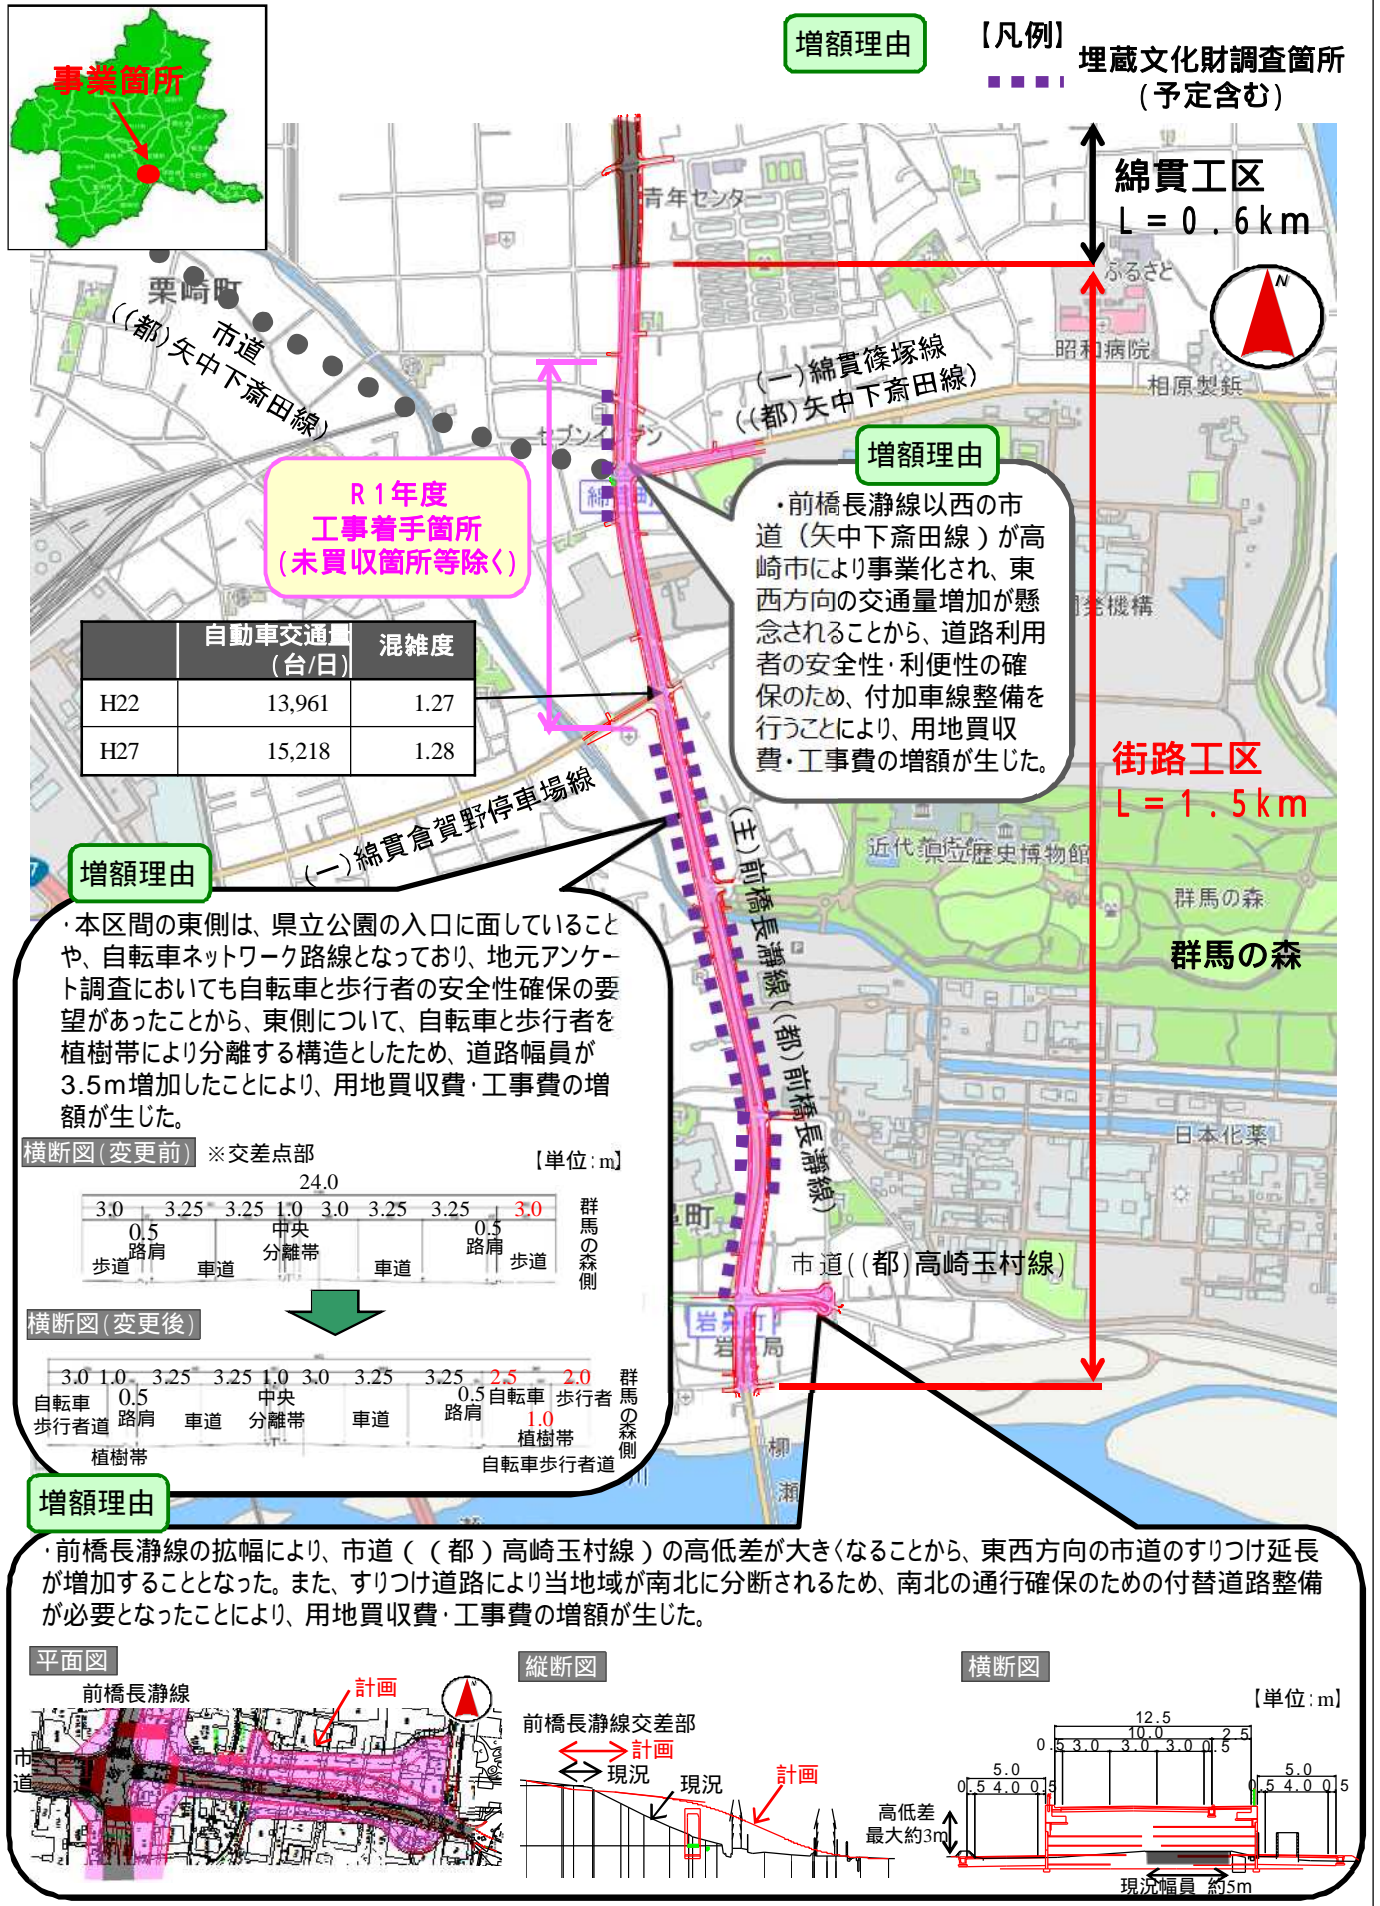 事業箇所
増額理由
【凡例】
埋蔵文化財調査箇所
(予定含む)
綿貫工区
L=0.6km
青年センター
栗崎町
市道
((都)矢中下斎田線)
ふるさと
昭和病院
相原製鋲
(一)綿貫篠塚線
((都)矢中下斎田線)
セブンイレブン
R1年度
工事着手箇所
(未買収箇所等除く)
増額理由
・前橋長瀞線以西の市
道(矢中下斎田線)が高
崎市により事業化され、東
西方向の交通量増加が懸
念されることから、道路利用
者の安全性・利便性の確
保のため、付加車線整備を
行うことにより、用地買収
費・工事費の増額が生じた。
発機構
自動車交通量
(台/日)
混雑度
H22 13,961 1.27
H27 15,218 1.28
街路工区
L=1.5km
(一)綿貫倉賀野停車場線
(主)前橋長瀞線((都)前橋長瀞線)
県立歴史博物館
群馬の森
群馬の森
日本化薬
増額理由
・本区間の東側は、県立公園の入口に面していること
や、自転車ネットワーク路線となっており、地元アンケー
ト調査においても自転車と歩行者の安全性確保の要
望があったことから、東側について、自転車と歩行者を
植樹帯により分離する構造としたため、道路幅員が
3.5m増加したことにより、用地買収費・工事費の増
額が生じた。
横断図(変更前) ※交差点部
【単位:m】
24.0
3.0 3.25 3.25 1.0 3.0 3.25 3.25 3.0
0.5 中央 0.5
路肩 分離帯 路肩
歩道 車道 車道 歩道
群馬の森側
横断図(変更後)
3.0 1.0 3.25 3.25 1.0 3.0 3.25 3.25 2.5 2.0
自転車 0.5 中央 0.5 自転車 歩行者
歩行者道 路肩 車道 分離帯 車道 路肩 1.0
植樹帯 植樹帯
自転車歩行者道
群馬の森側
市道((都)高崎玉村線)
柳
瀬
川
増額理由
・前橋長瀞線の拡幅により、市道((都)高崎玉村線)の高低差が大きくなることから、東西方向の市道のすりつけ延長
が増加することとなった。また、すりつけ道路により当地域が南北に分断されるため、南北の通行確保のための付替道路整備
が必要となったことにより、用地買収費・工事費の増額が生じた。
平面図
前橋長瀞線
計画
市道
縦断図
前橋長瀞線交差部
計画
現況
現況
計画
横断図
【単位:m】
12.5
10.0 2.5
0.5 3.0 3.0 3.0 0.5
5.0 5.0
0.5 4.0 0.5 0.5 4.0 0.5
高低差
最大約3m
現況幅員 約5m
N